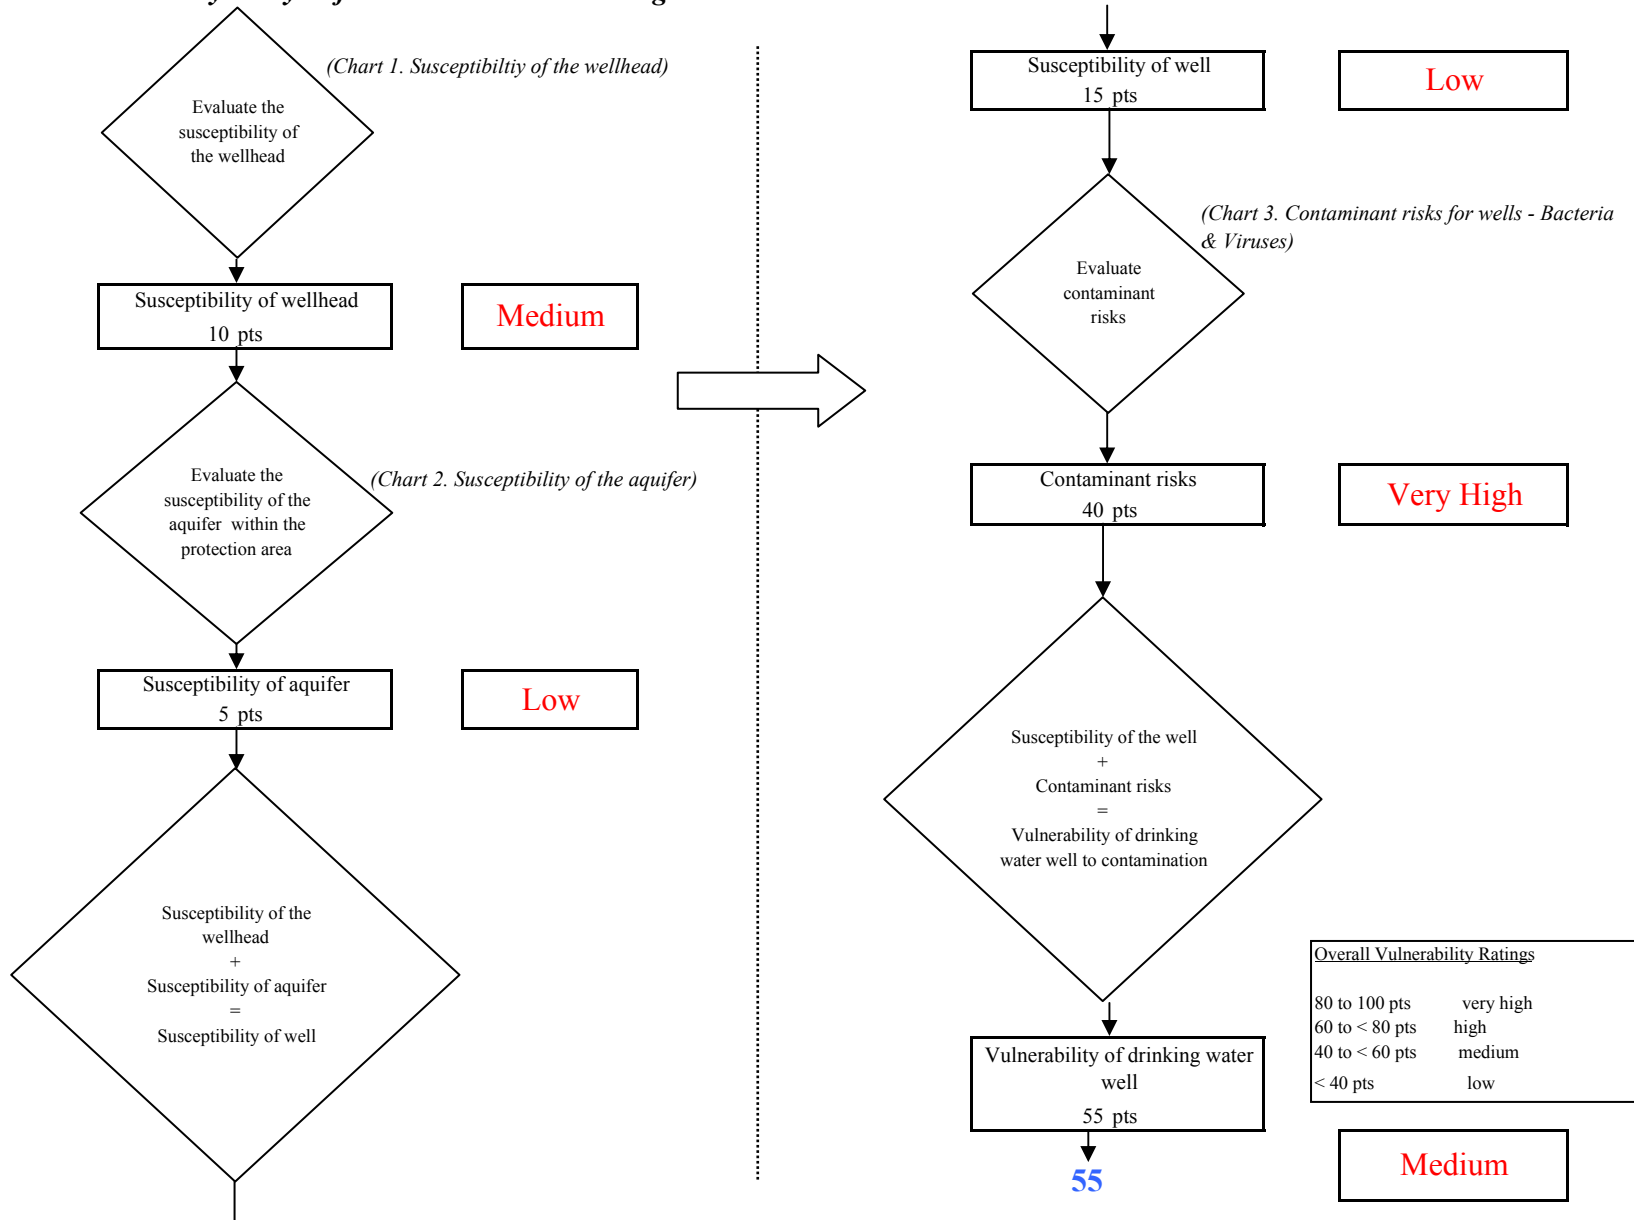 (Chart 1. Susceptibiltiy of the wellhead)
Evaluate the
susceptibility of
the wellhead
Susceptibility of wellhead
10 pts
Medium
Evaluate the
susceptibility of the
aquifer within the
protection area
(Chart 2. Susceptibility of the aquifer)
Susceptibility of aquifer
5 pts
Low
Susceptibility of the
wellhead
+
Susceptibility of aquifer
=
Susceptibility of well
Susceptibility of well
15 pts
Low
(Chart 3. Contaminant risks for wells - Bacteria
& Viruses)
Evaluate
contaminant
risks
Contaminant risks
40 pts
Very High
Susceptibility of the well
+
Contaminant risks
=
Vulnerability of drinking
water well to contamination
Overall Vulnerability Ratings
80 to 100 pts very high
60 to < 80 pts high
40 to < 60 pts medium
< 40 pts low
Vulnerability of drinking water
well
55 pts
55
Medium